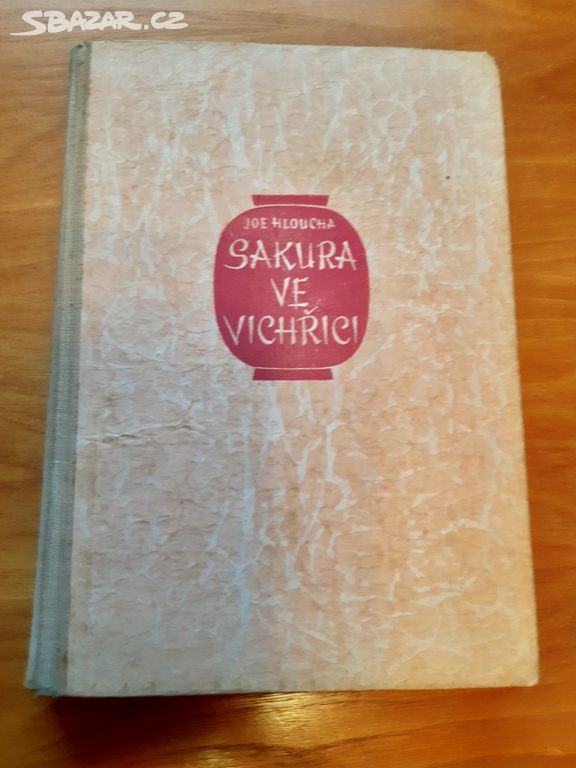 SBAZAR.CZ
JOE HLOUCHA
SAKURA
VE
VICHŘICI